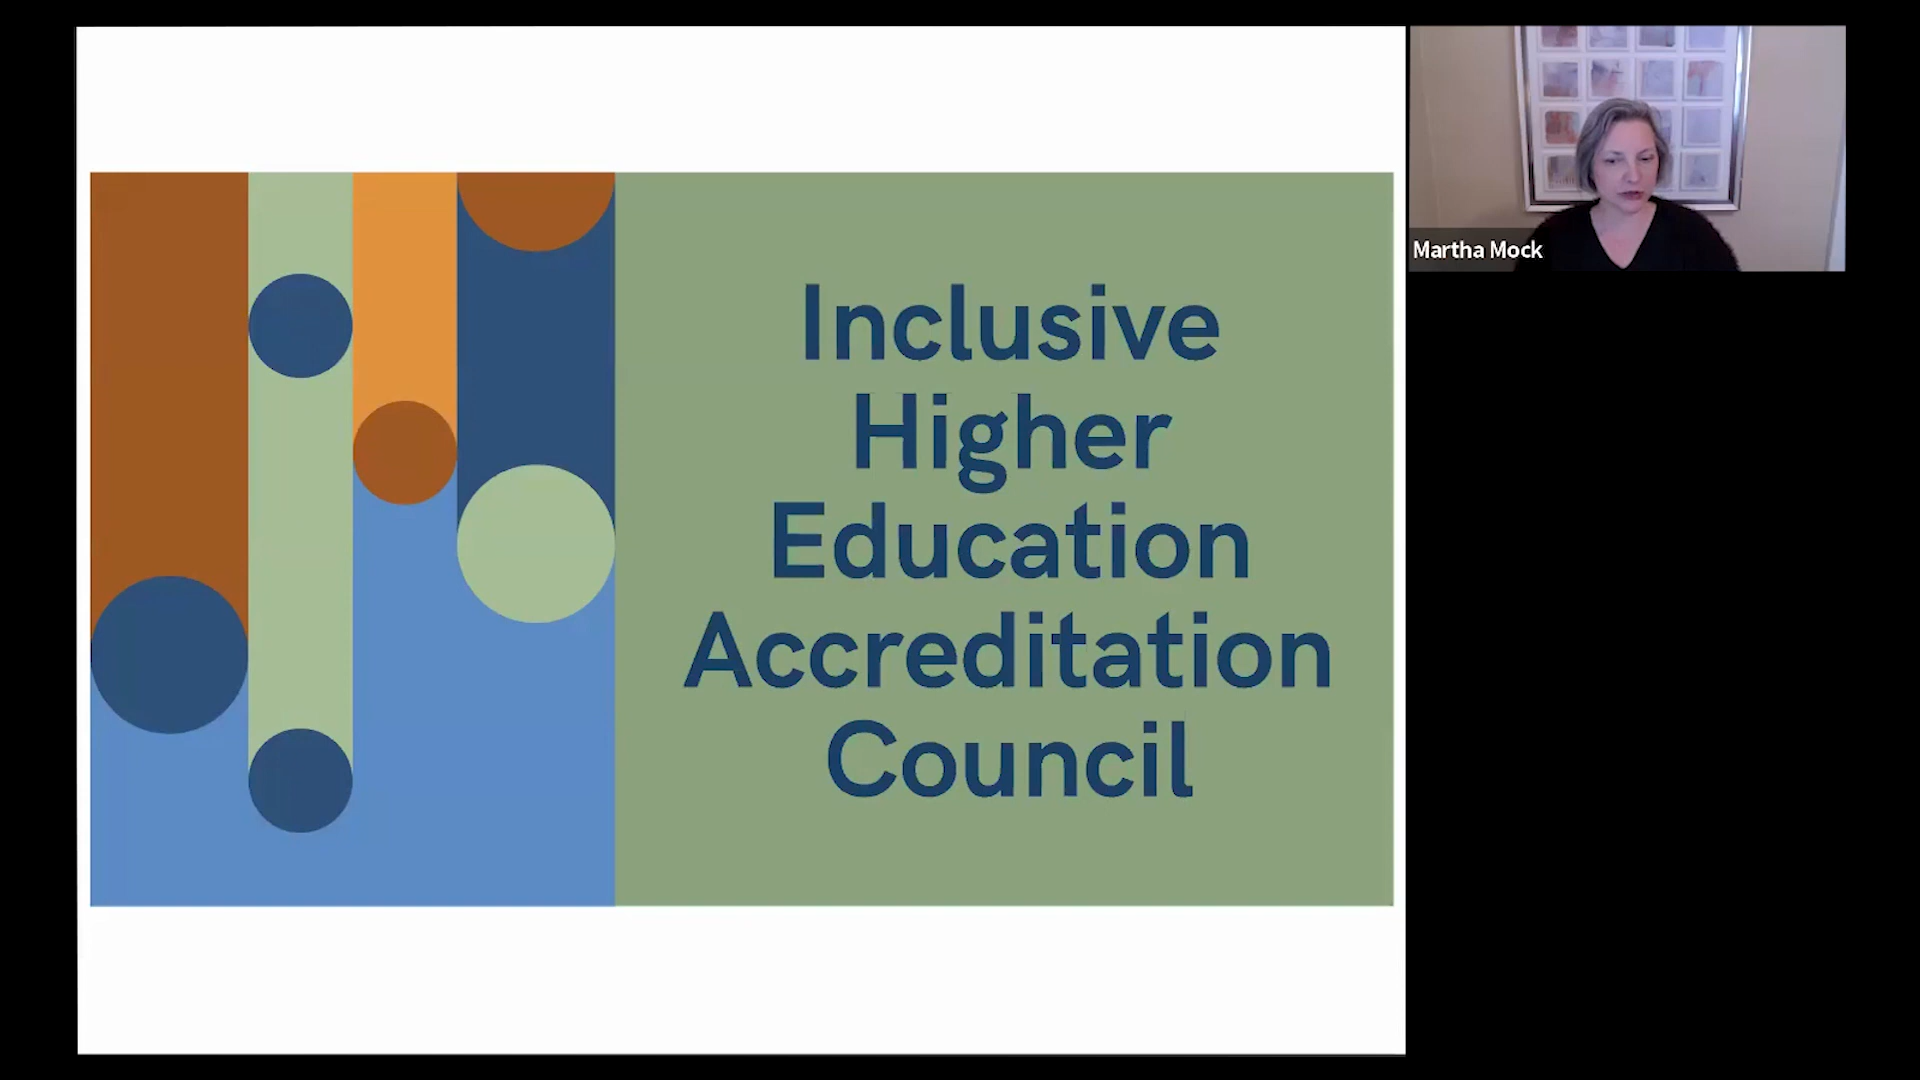 Inclusive
Higher
Education
Accreditation
Council
Martha Mock